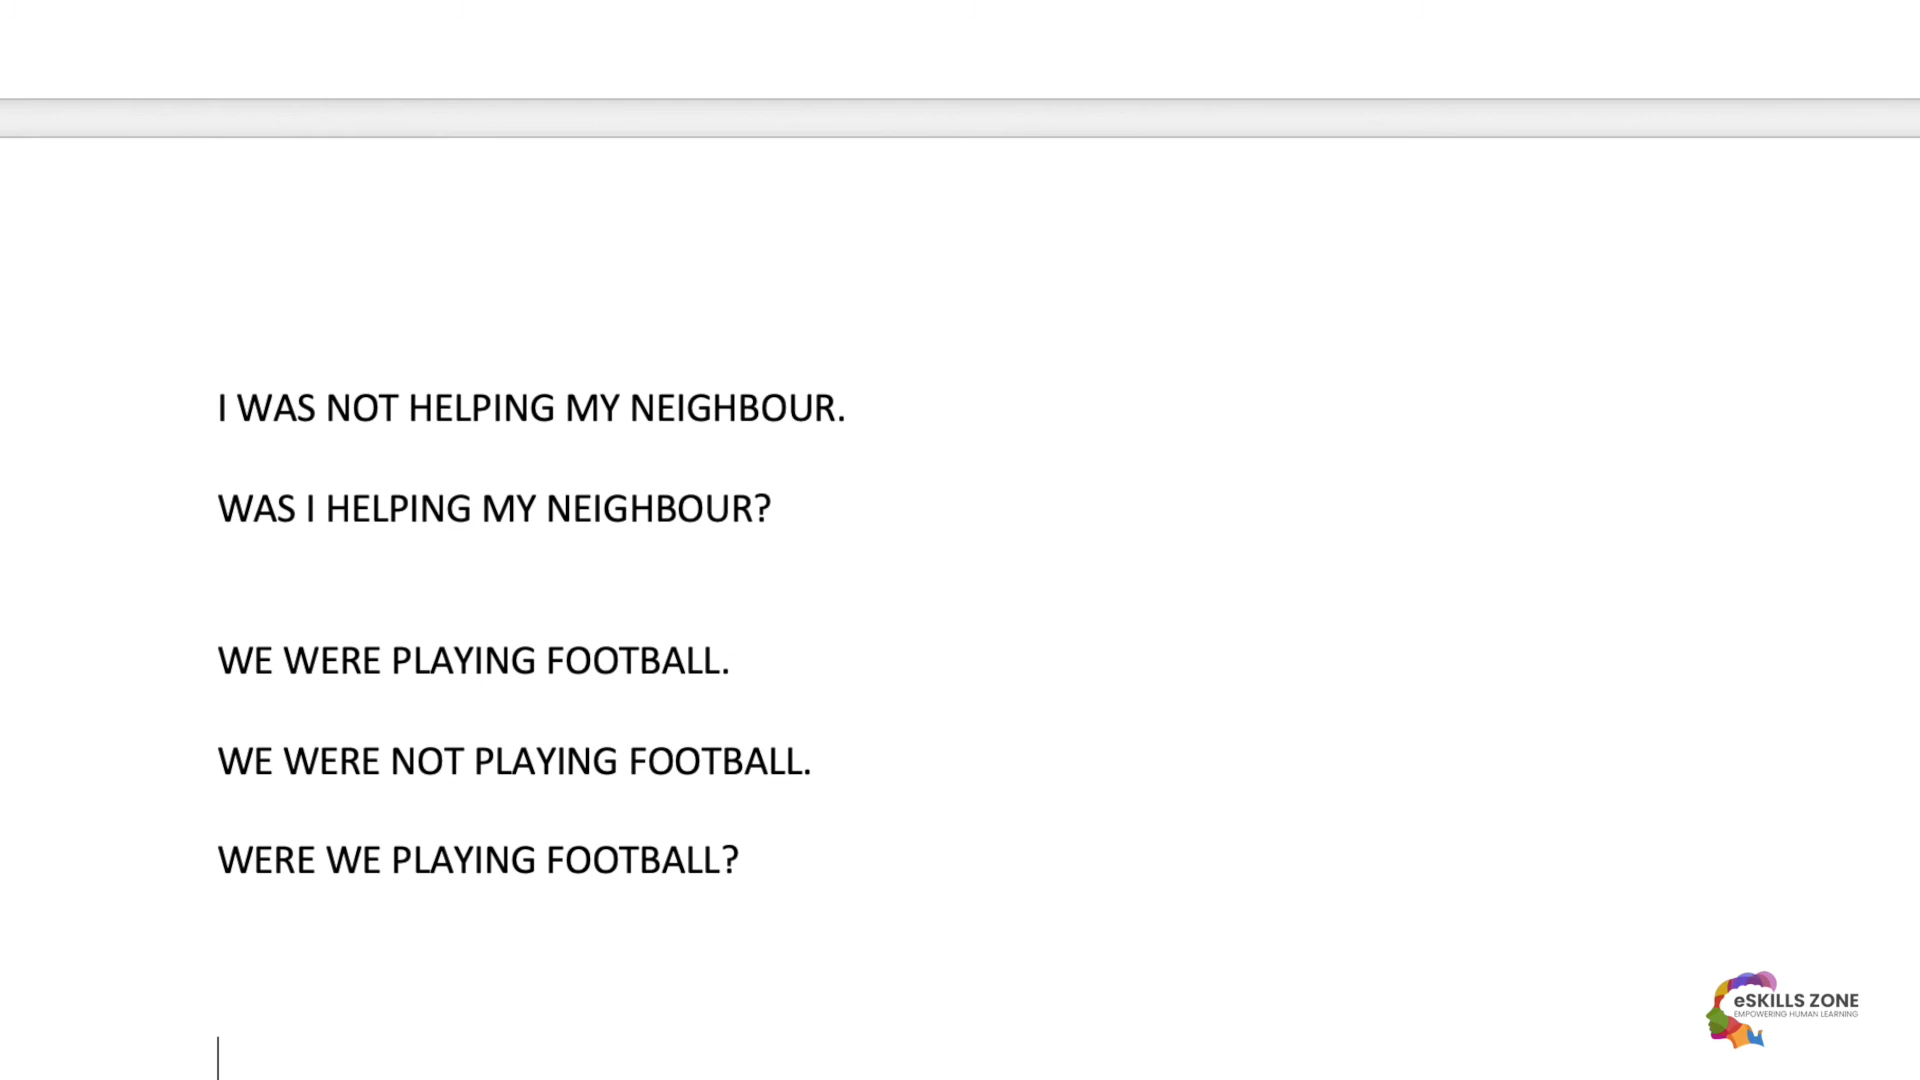 I WAS NOT HELPING MY NEIGHBOUR.
WAS I HELPING MY NEIGHBOUR?
WE WERE PLAYING FOOTBALL.
WE WERE NOT PLAYING FOOTBALL.
WERE WE PLAYING FOOTBALL?
eSKILLS ZONE
EMPOWERING HUMAN LEARNING